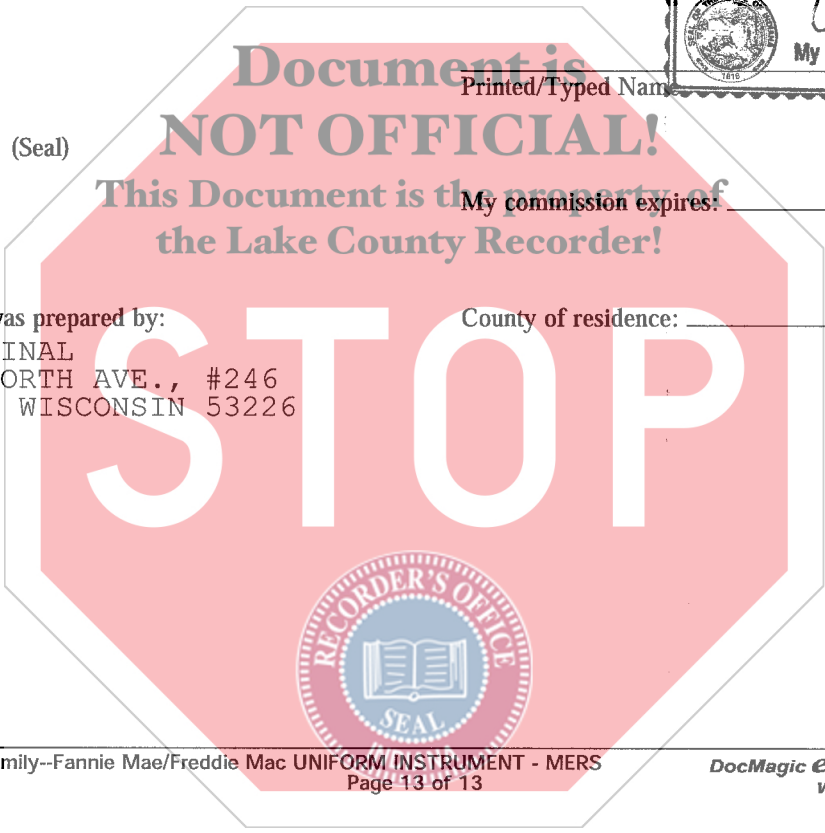 My
Document is
Printed/Typed Name
NOT OFFICIAL!
(Seal)
This Document is the property of
My commission expires:
the Lake County Recorder!
was prepared by:
County of residence:
INAL
ORTH AVE., #246
WISCONSIN 53226
STOP
RECORDER'S OFFICE
SEAL
INDIANA
mily--Fannie Mae/Freddie Mac UNIFORM INSTRUMENT - MERS
DocMagic
Page 13 of 13